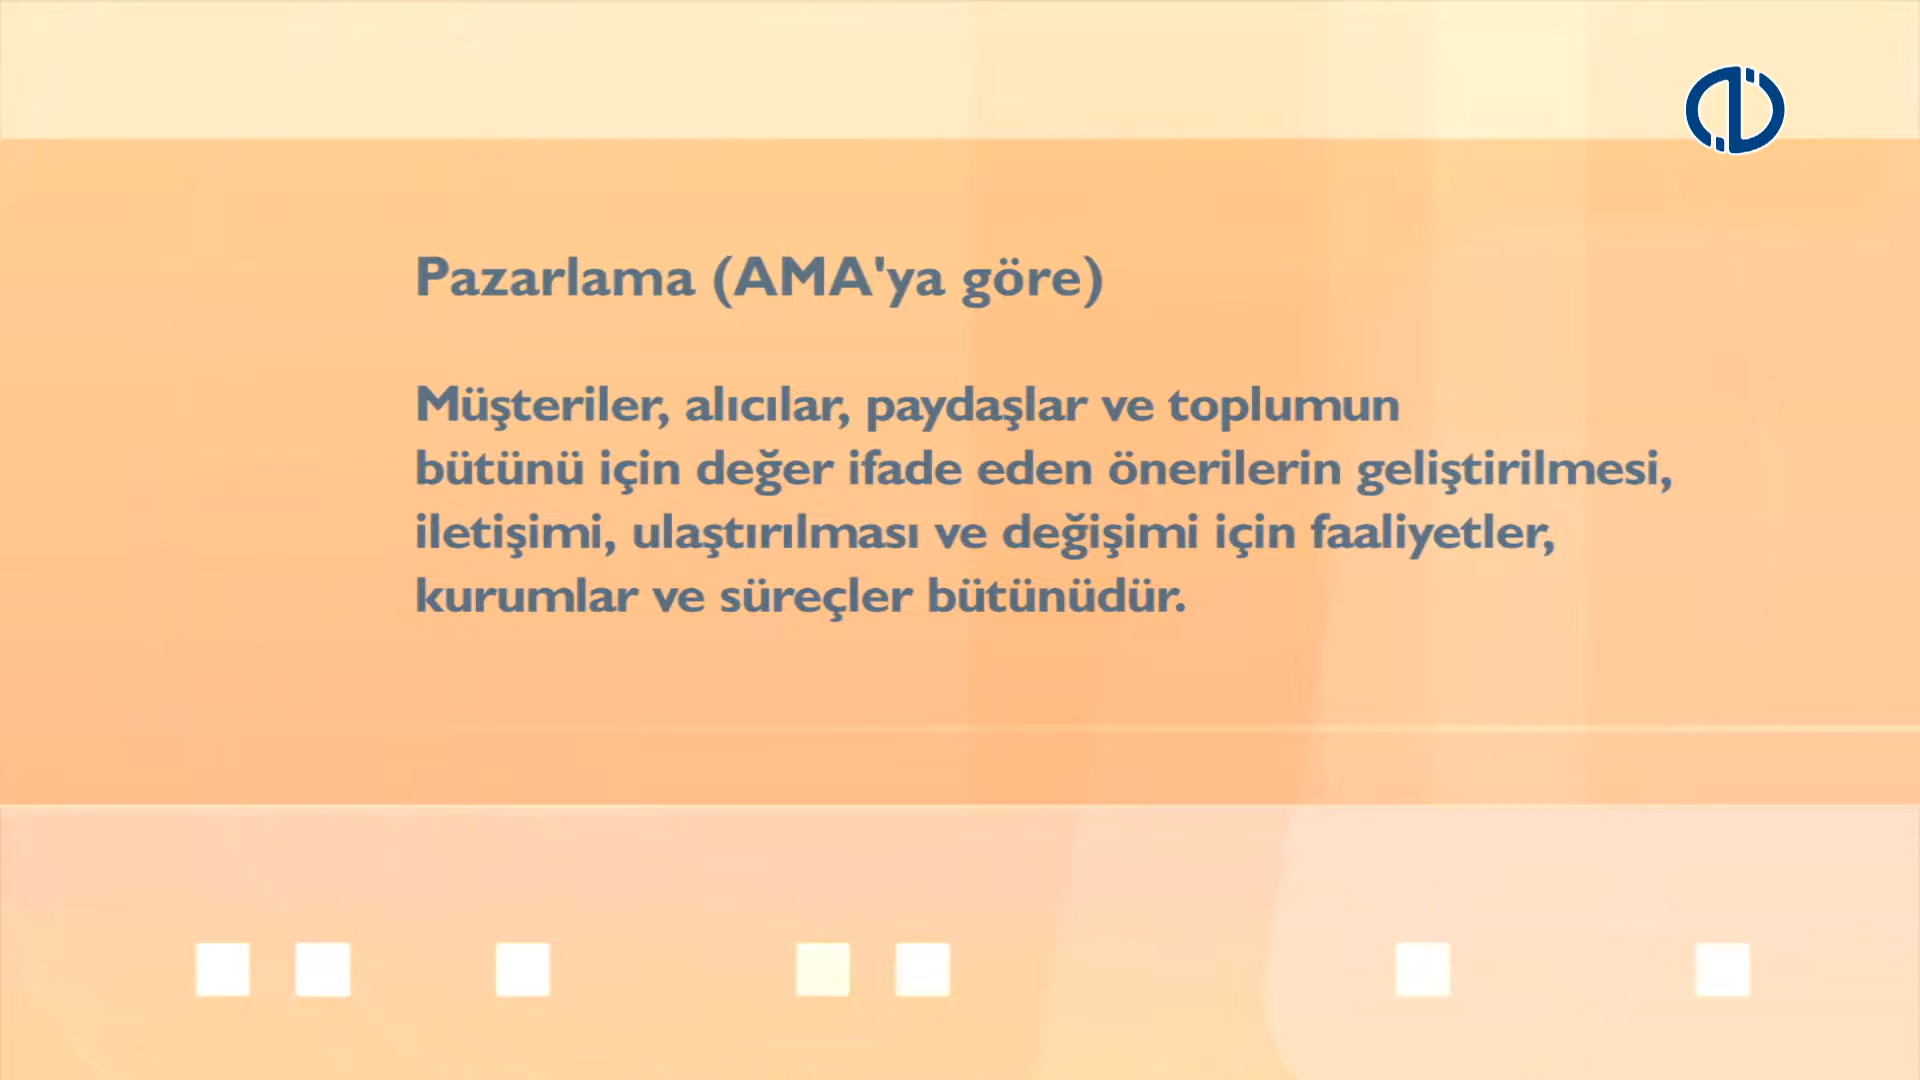 Pazarlama (AMA'ya göre)
Müşteriler, alıcılar, paydaşlar ve toplumun
bütünü için değer ifade eden önerilerin geliştirilmesi,
iletişimi, ulaştırılması ve değişimi için faaliyetler,
kurumlar ve süreçler bütünüdür.